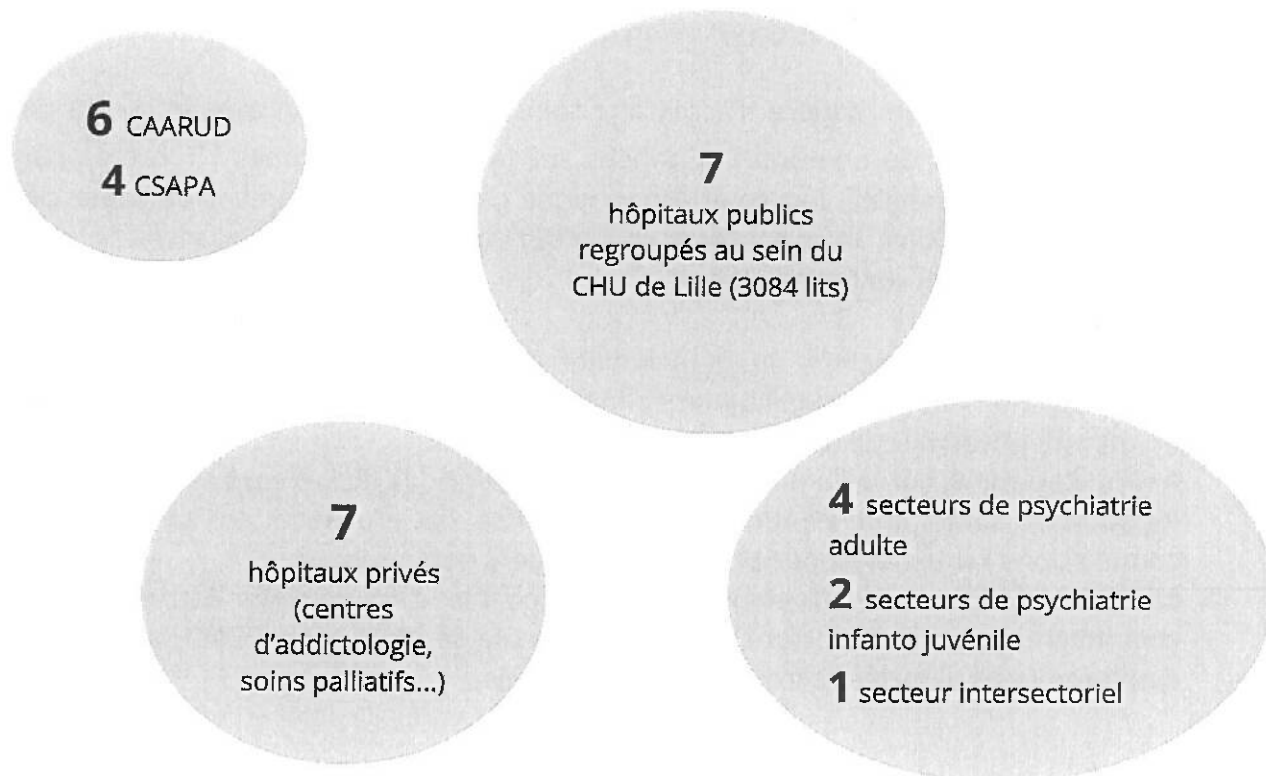 6 CAARUD
4 CSAPA
7
hôpitaux publics
regroupés au sein du
CHU de Lille (3084 lits)
7
hôpitaux privés
(centres
d'addictologie,
soins palliatifs...)
4 secteurs de psychiatrie
adulte
2 secteurs de psychiatrie
infanto juvénile
1 secteur intersectoriel